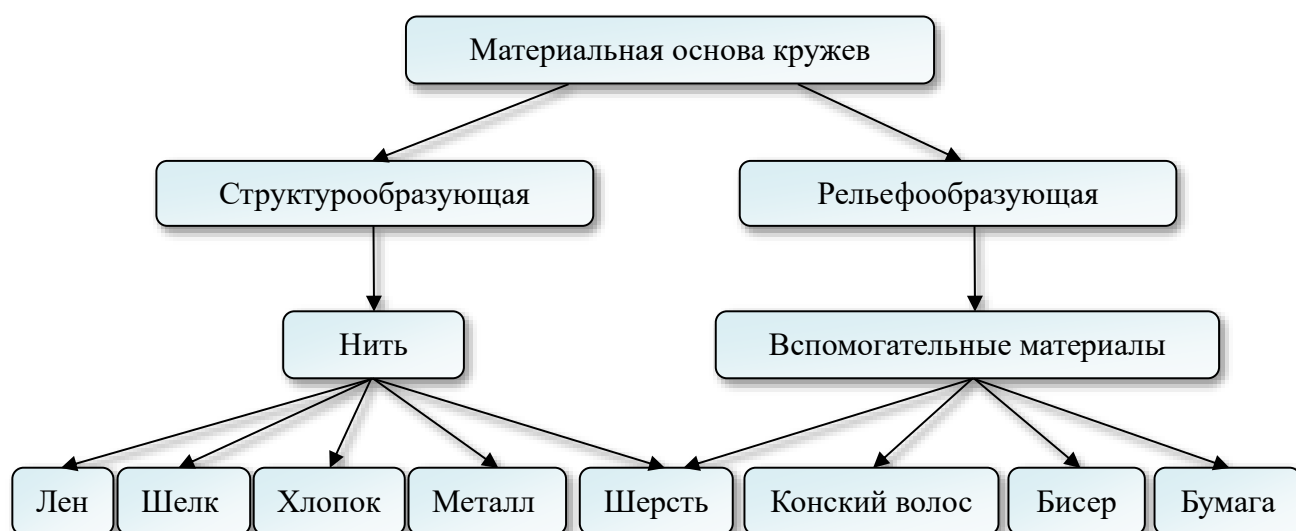 Материальная основа кружев
Структурообразующая
Рельефообразующая
Нить
Вспомогательные материалы
Лен
Шелк
Хлопок
Металл
Шерсть
Конский волос
Бисер
Бумага